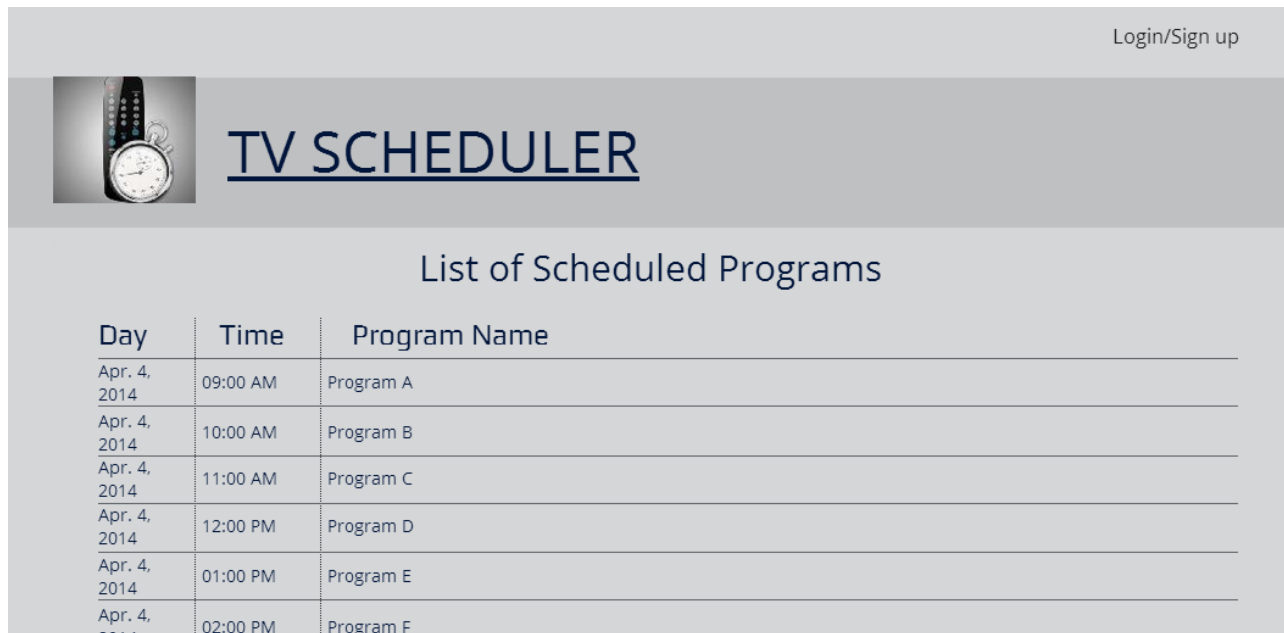 Login/Sign up
TV SCHEDULER
List of Scheduled Programs
Day Time Program Name
Apr. 4, 2014 09:00 AM Program A
Apr. 4, 2014 10:00 AM Program B
Apr. 4, 2014 11:00 AM Program C
Apr. 4, 2014 12:00 PM Program D
Apr. 4, 2014 01:00 PM Program E
Apr. 4, 02:00 PM Program F